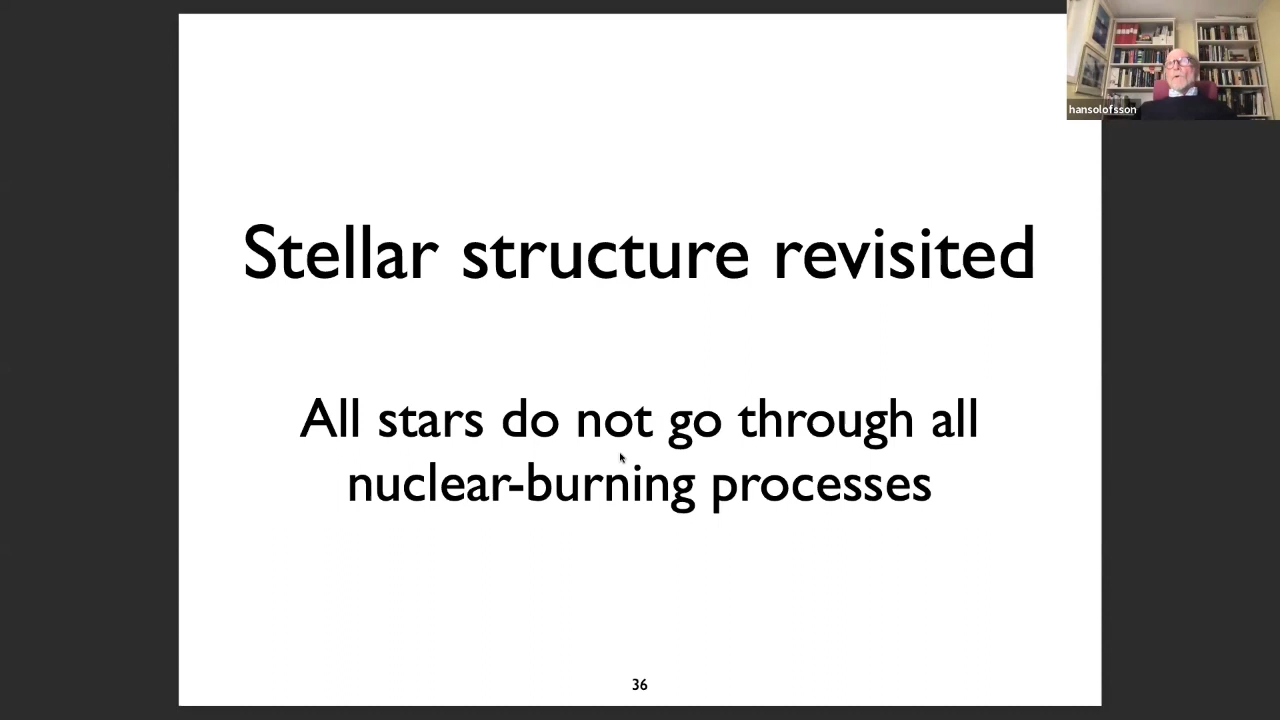 hansolofsson
Stellar structure revisited
All stars do not go through all
nuclear-burning processes
36